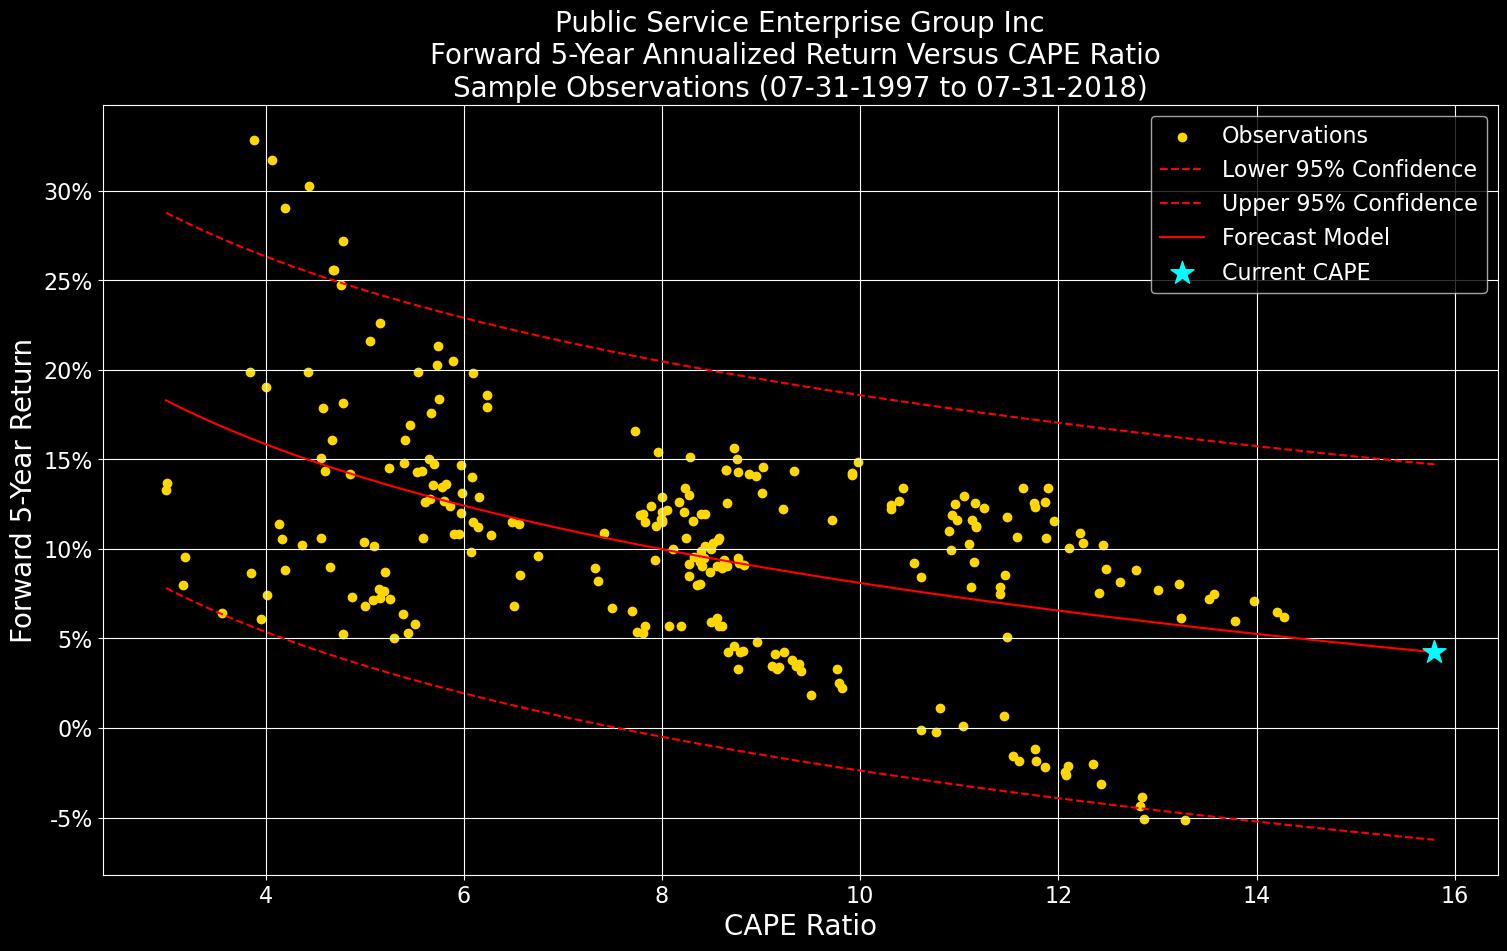 Public Service Enterprise Group Inc
Forward 5-Year Annualized Return Versus CAPE Ratio
Sample Observations (07-31-1997 to 07-31-2018)
Observations
Lower 95% Confidence
Upper 95% Confidence
Forecast Model
Current CAPE
Forward 5-Year Return
30%
25%
20%
15%
10%
5%
0%
-5%
4 6 8 10 12 14 16
CAPE Ratio